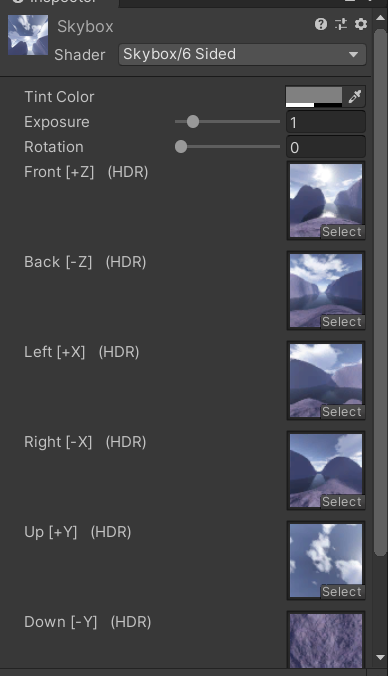 Inspector
Skybox
Shader Skybox/6 Sided
Tint Color
Exposure 1
Rotation 0
Front [+Z] (HDR)
Select
Back [-Z] (HDR)
Select
Left [+X] (HDR)
Select
Right [-X] (HDR)
Select
Up [+Y] (HDR)
Select
Down [-Y] (HDR)